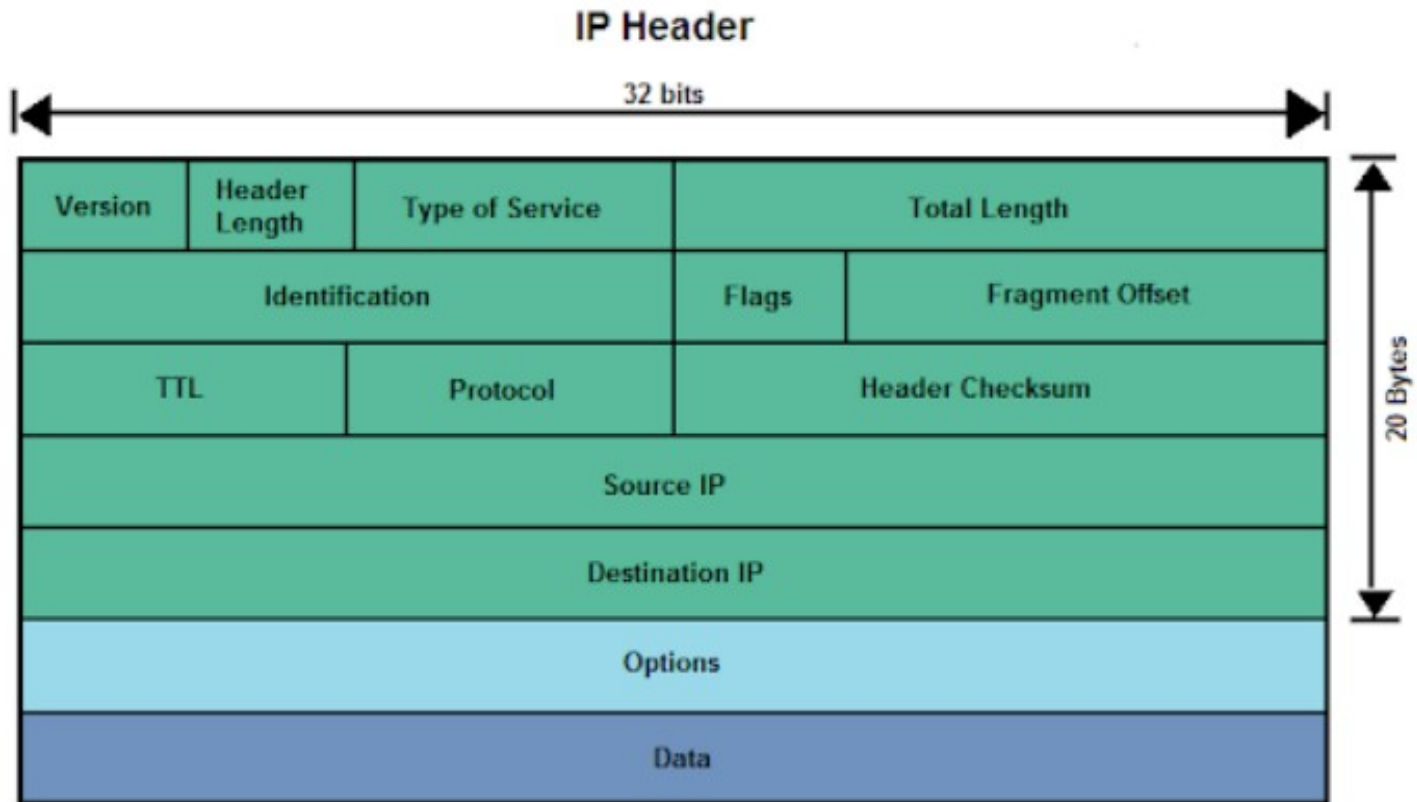 IP Header
32 bits
Version
Header
Length
Type of Service
Total Length
Identification
Flags
Fragment Offset
TTL
Protocol
Header Checksum
Source IP
Destination IP
Options
Data
20 Bytes